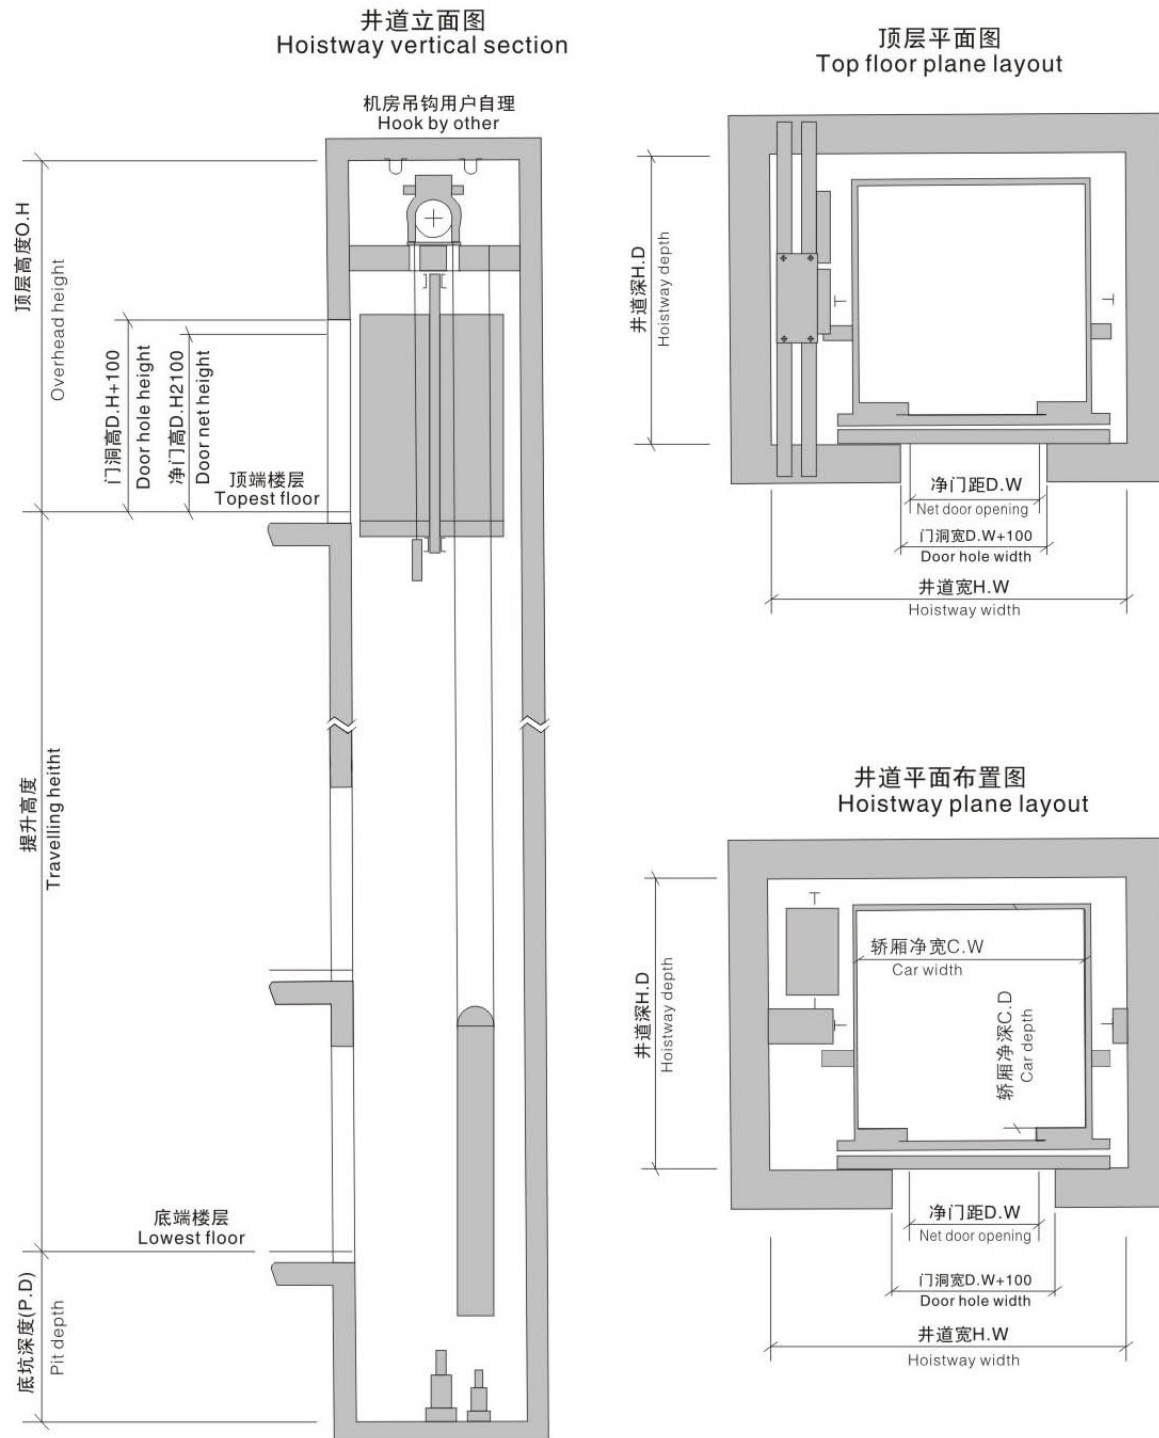 井道立面图
Hoistway vertical section
机房吊钩用户自理
Hook by other
顶层高度O.H
Overhead height
门洞高D.H+100
Door hole height
净门高D.H2100
Door net height
顶端楼层
Topest floor
提升高度
Travelling heitht
底端楼层
Lowest floor
底坑深度(P.D)
Pit depth
顶层平面图
Top floor plane layout
井道深H.D
Hoistway depth
净门距D.W
Net door opening
门洞宽D.W+100
Door hole width
井道宽H.W
Hoistway width
井道平面布置图
Hoistway plane layout
井道深H.D
Hoistway depth
轿厢净宽C.W
Car width
轿厢净深C.D
Car depth
净门距D.W
Net door opening
门洞宽D.W+100
Door hole width
井道宽H.W
Hoistway width